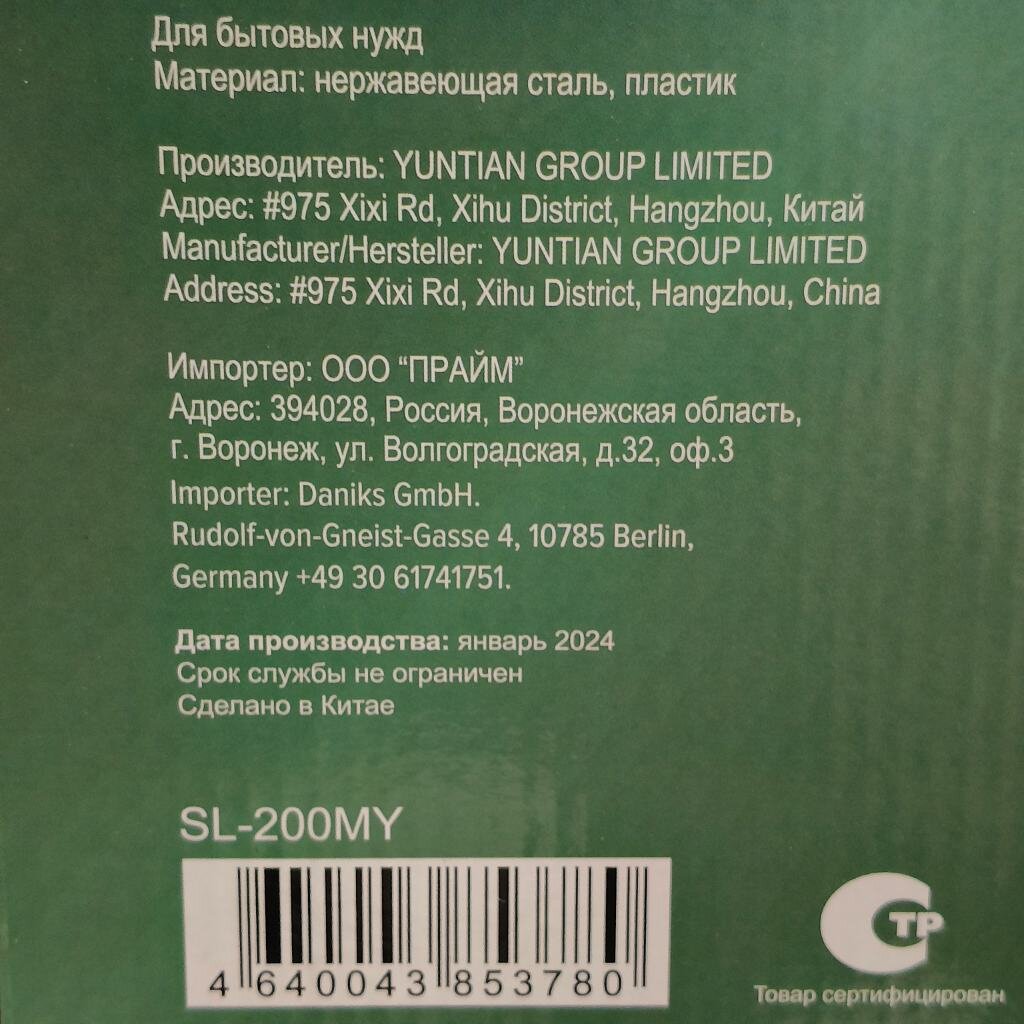 Для бытовых нужд
Материал: нержавеющая сталь, пластик
Производитель: YUNTIAN GROUP LIMITED
Адрес: #975 Xixi Rd, Xihu District, Hangzhou, Китай
Manufacturer/Hersteller: YUNTIAN GROUP LIMITED
Address: #975 Xixi Rd, Xihu District, Hangzhou, China
Импортер: ООО “ПРАЙМ”
Адрес: 394028, Россия, Воронежская область,
г. Воронеж, ул. Волгоградская, д.32, оф.3
Importer: Daniks GmbH.
Rudolf-von-Gneist-Gasse 4, 10785 Berlin,
Germany +49 30 61741751.
Дата производства: январь 2024
Срок службы не ограничен
Сделано в Китае
SL-200MY
4 640043 853780
СТР
Товар сертифицирован